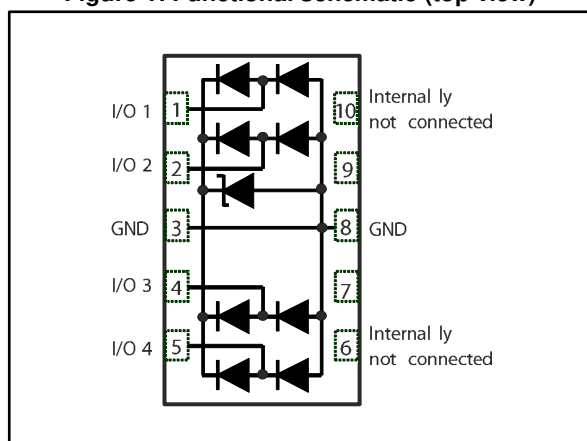 Figure 1. Functional schematic (top view)
I/O 1
1
10
Internal ly
not connected
I/O 2
2
9
GND
3
8
GND
I/O 3
4
7
I/O 4
5
6
Internal ly
not connected